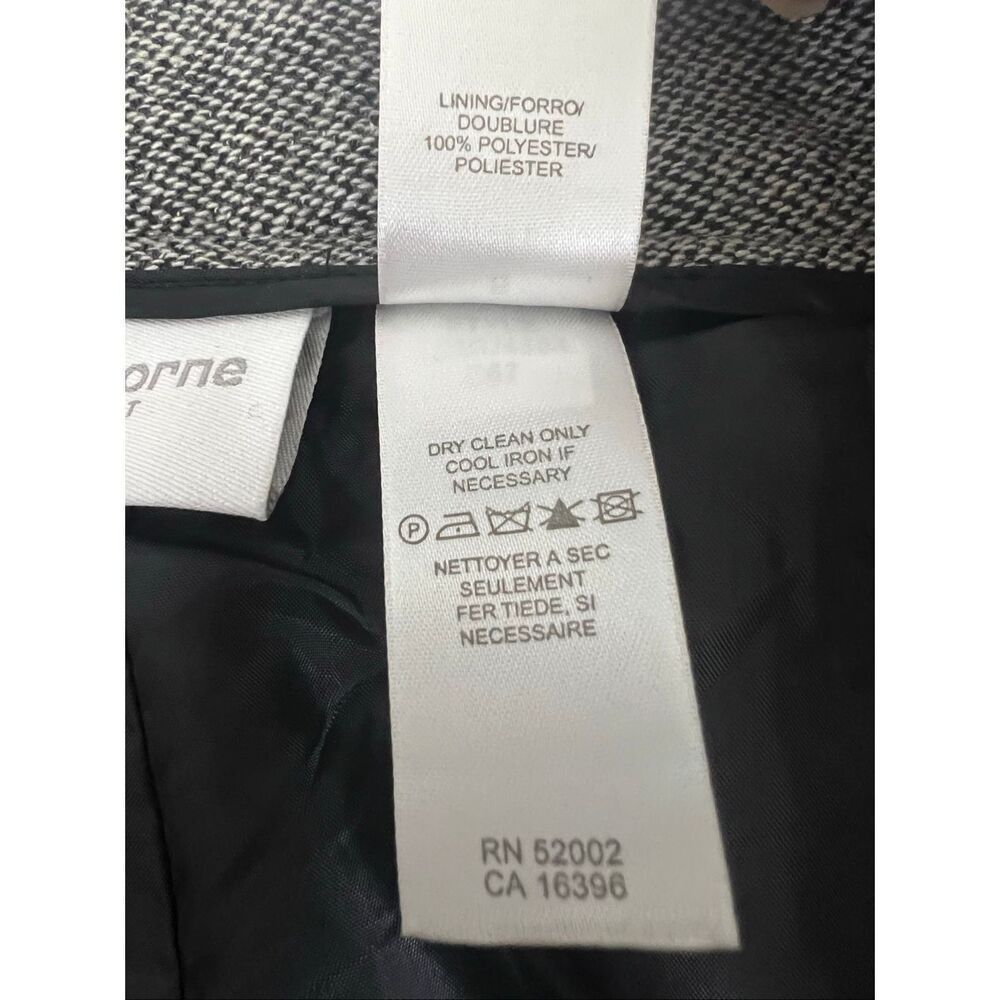 LINING/FORRO/
DOUBLURE
100% POLYESTER/
POLIESTER
orne
T
DRY CLEAN ONLY
COOL IRON IF
NECESSARY
P
NETTOYER A SEC
SEULEMENT
FER TIEDE, SI
NECESSAIRE
RN 52002
CA 16396